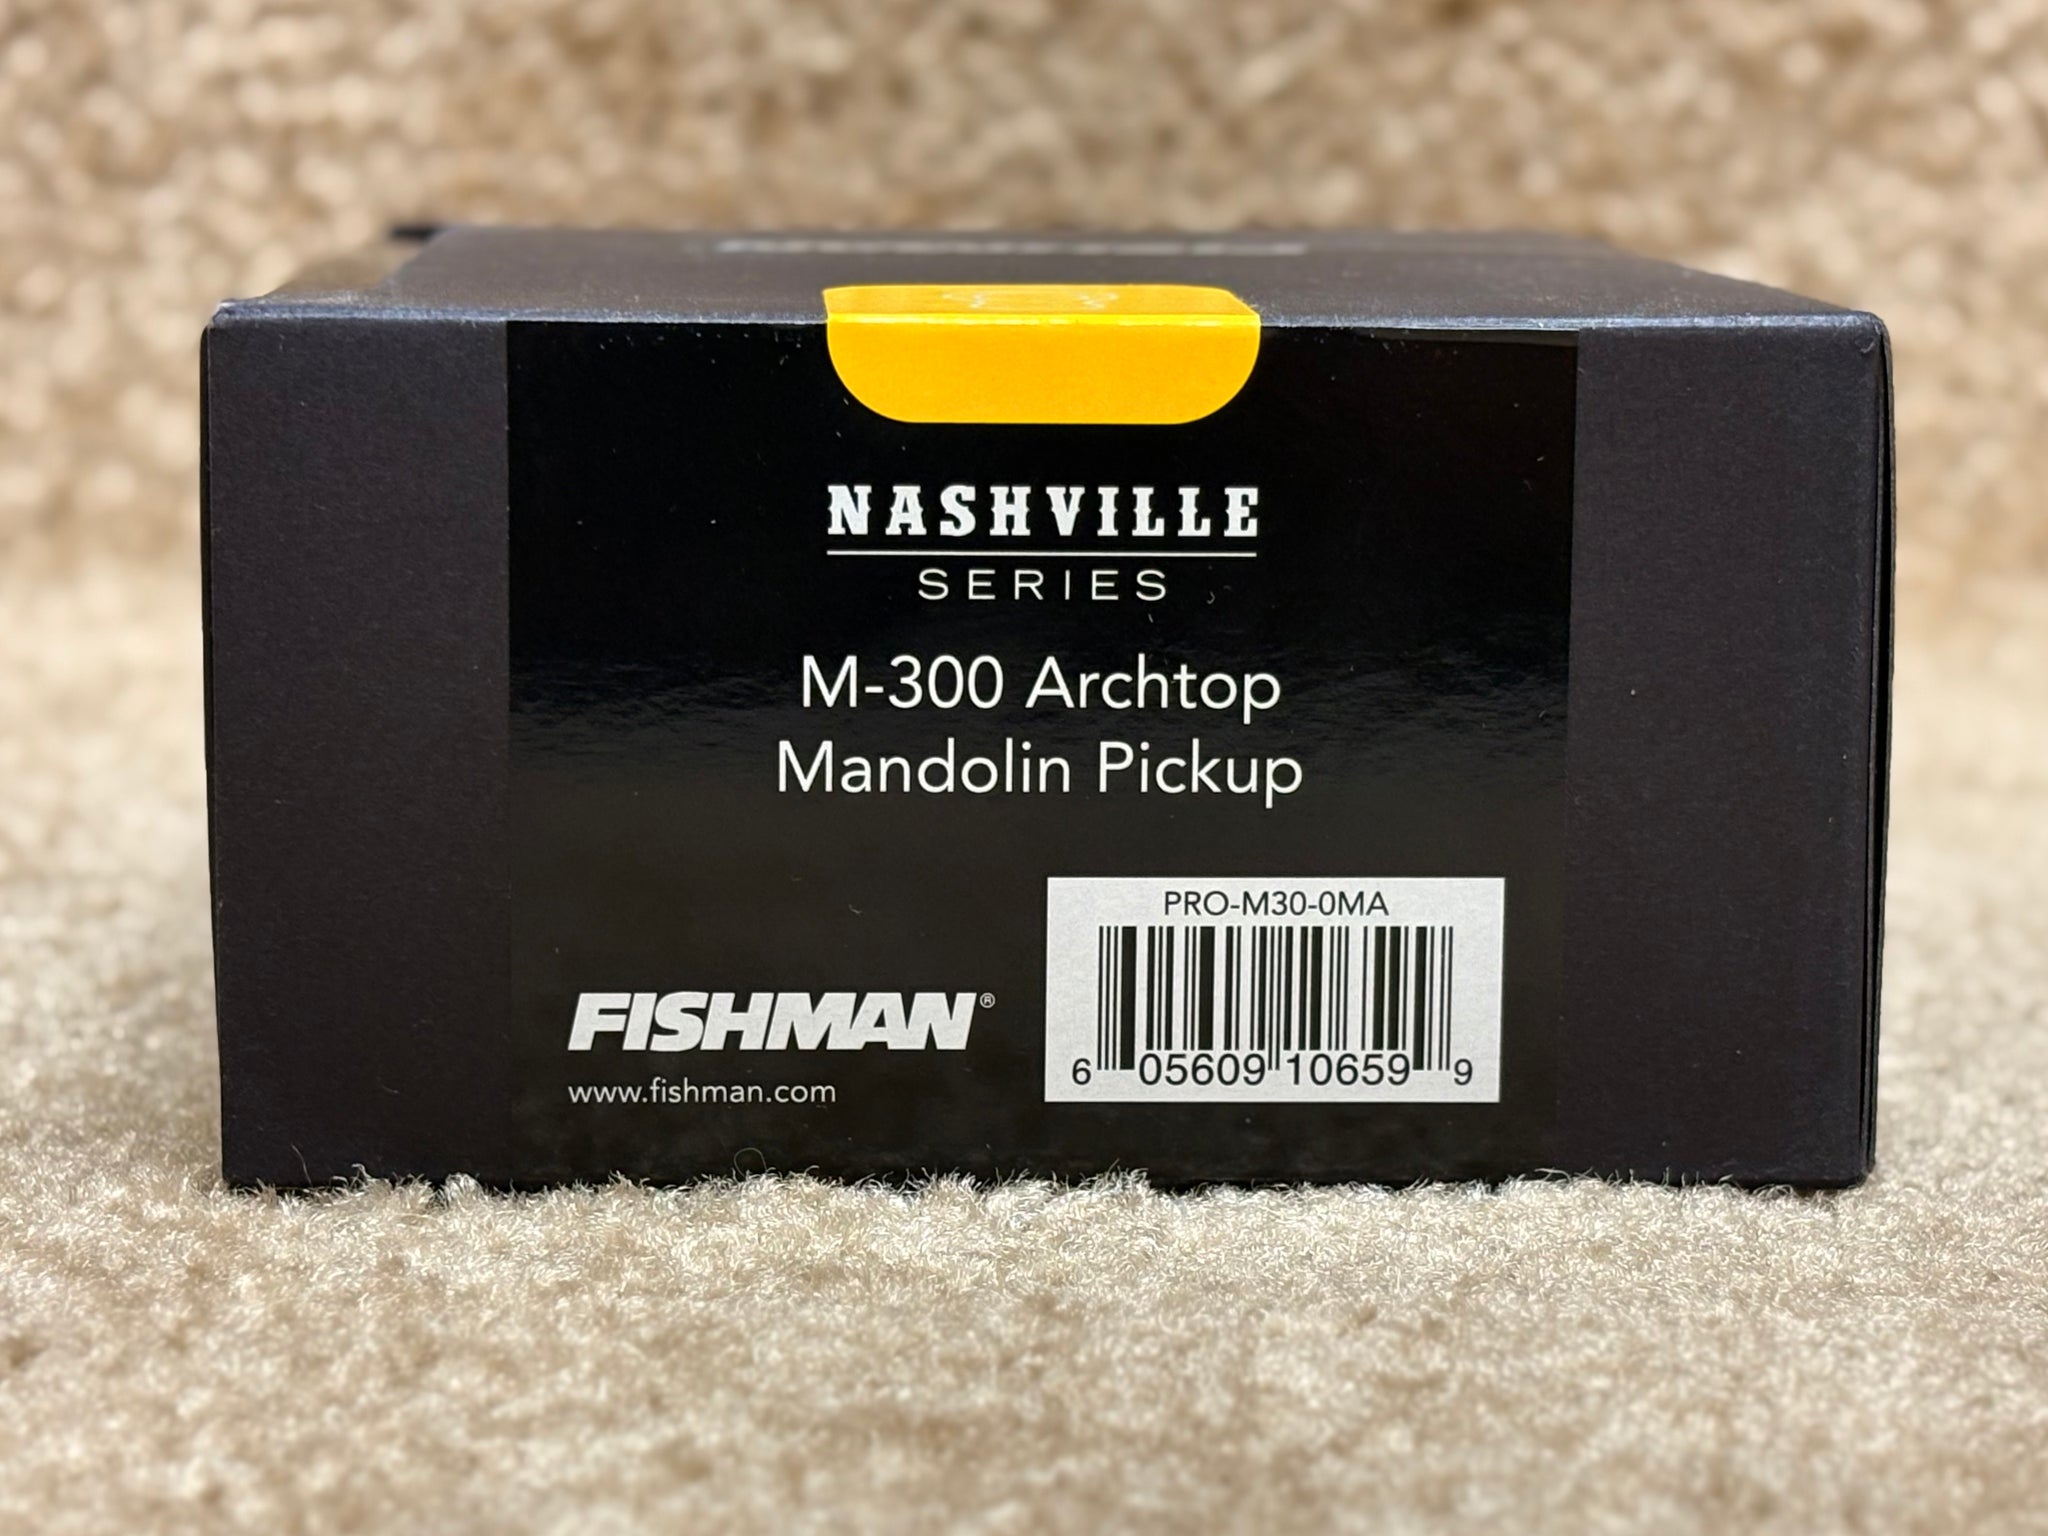 NASHVILLE
SERIES
M-300 Archtop
Mandolin Pickup
PRO-M30-0MA
6 05609 10659 9
FISHMAN®
www.fishman.com